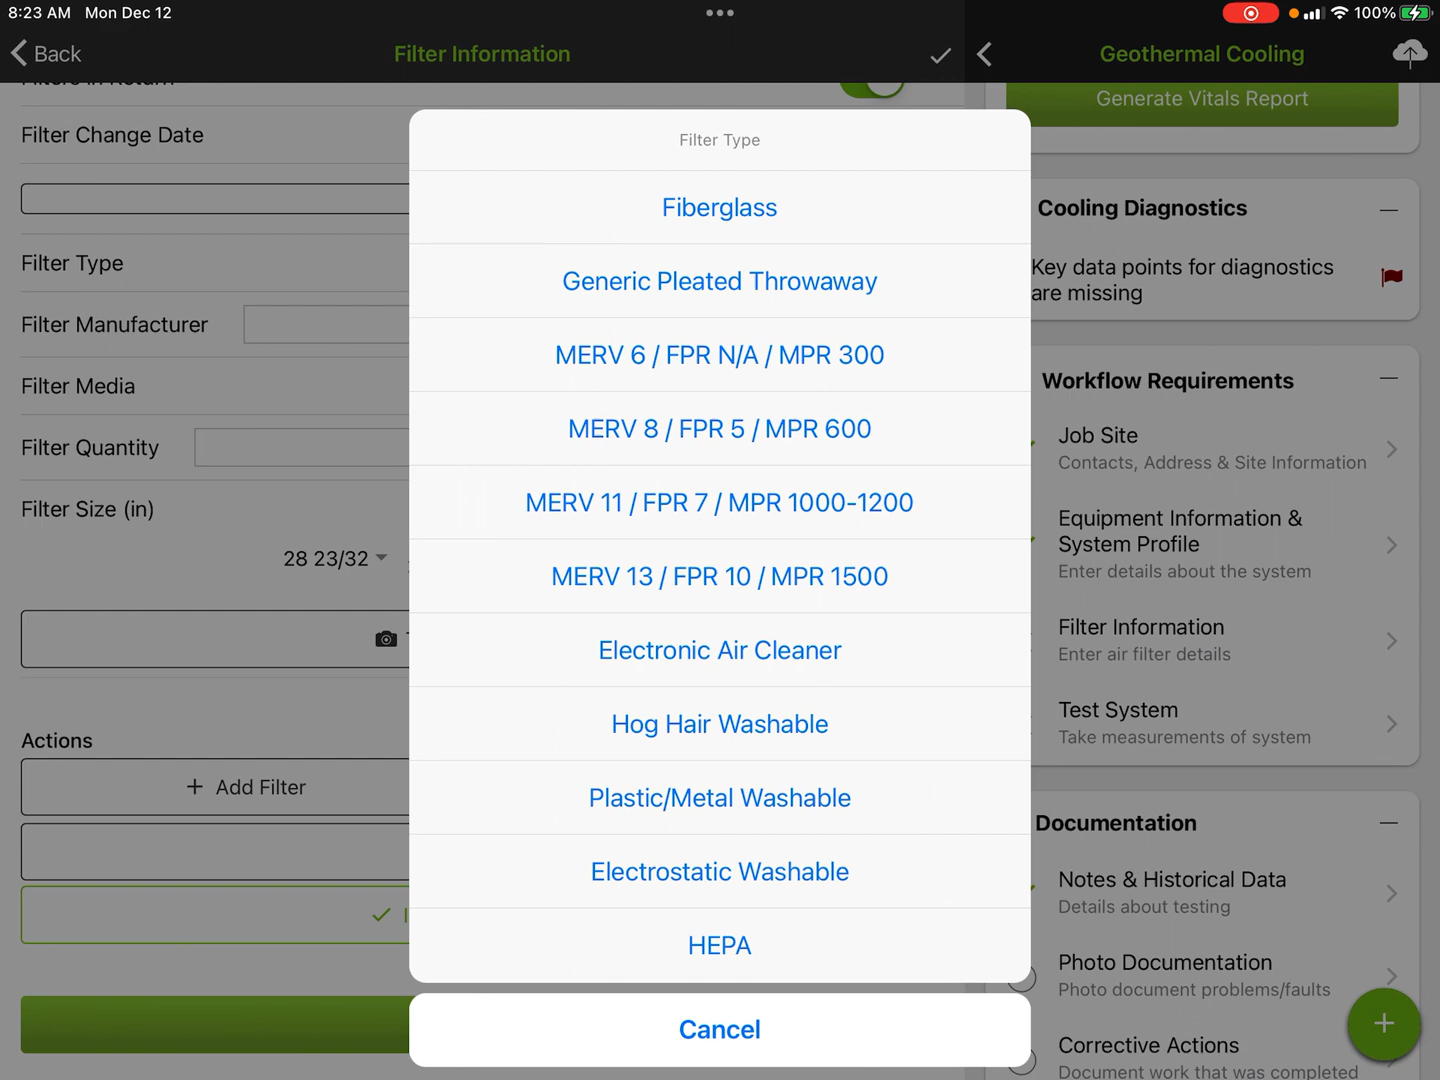 8:23 AM Mon Dec 12
100%
Back
Filter Information
Geothermal Cooling
Filters in Return
Generate Vitals Report
Filter Change Date
Filter Type
Filter Manufacturer
Filter Media
Filter Quantity
Filter Size (in)
28 23/32
Actions
+ Add Filter
Filter Type
Fiberglass
Generic Pleated Throwaway
MERV 6 / FPR N/A / MPR 300
MERV 8 / FPR 5 / MPR 600
MERV 11 / FPR 7 / MPR 1000-1200
MERV 13 / FPR 10 / MPR 1500
Electronic Air Cleaner
Hog Hair Washable
Plastic/Metal Washable
Electrostatic Washable
HEPA
Cancel
Cooling Diagnostics
Key data points for diagnostics
are missing
Workflow Requirements
Job Site
Contacts, Address & Site Information
Equipment Information &
System Profile
Enter details about the system
Filter Information
Enter air filter details
Test System
Take measurements of system
Documentation
Notes & Historical Data
Details about testing
Photo Documentation
Photo document problems/faults
Corrective Actions
Document work that was completed